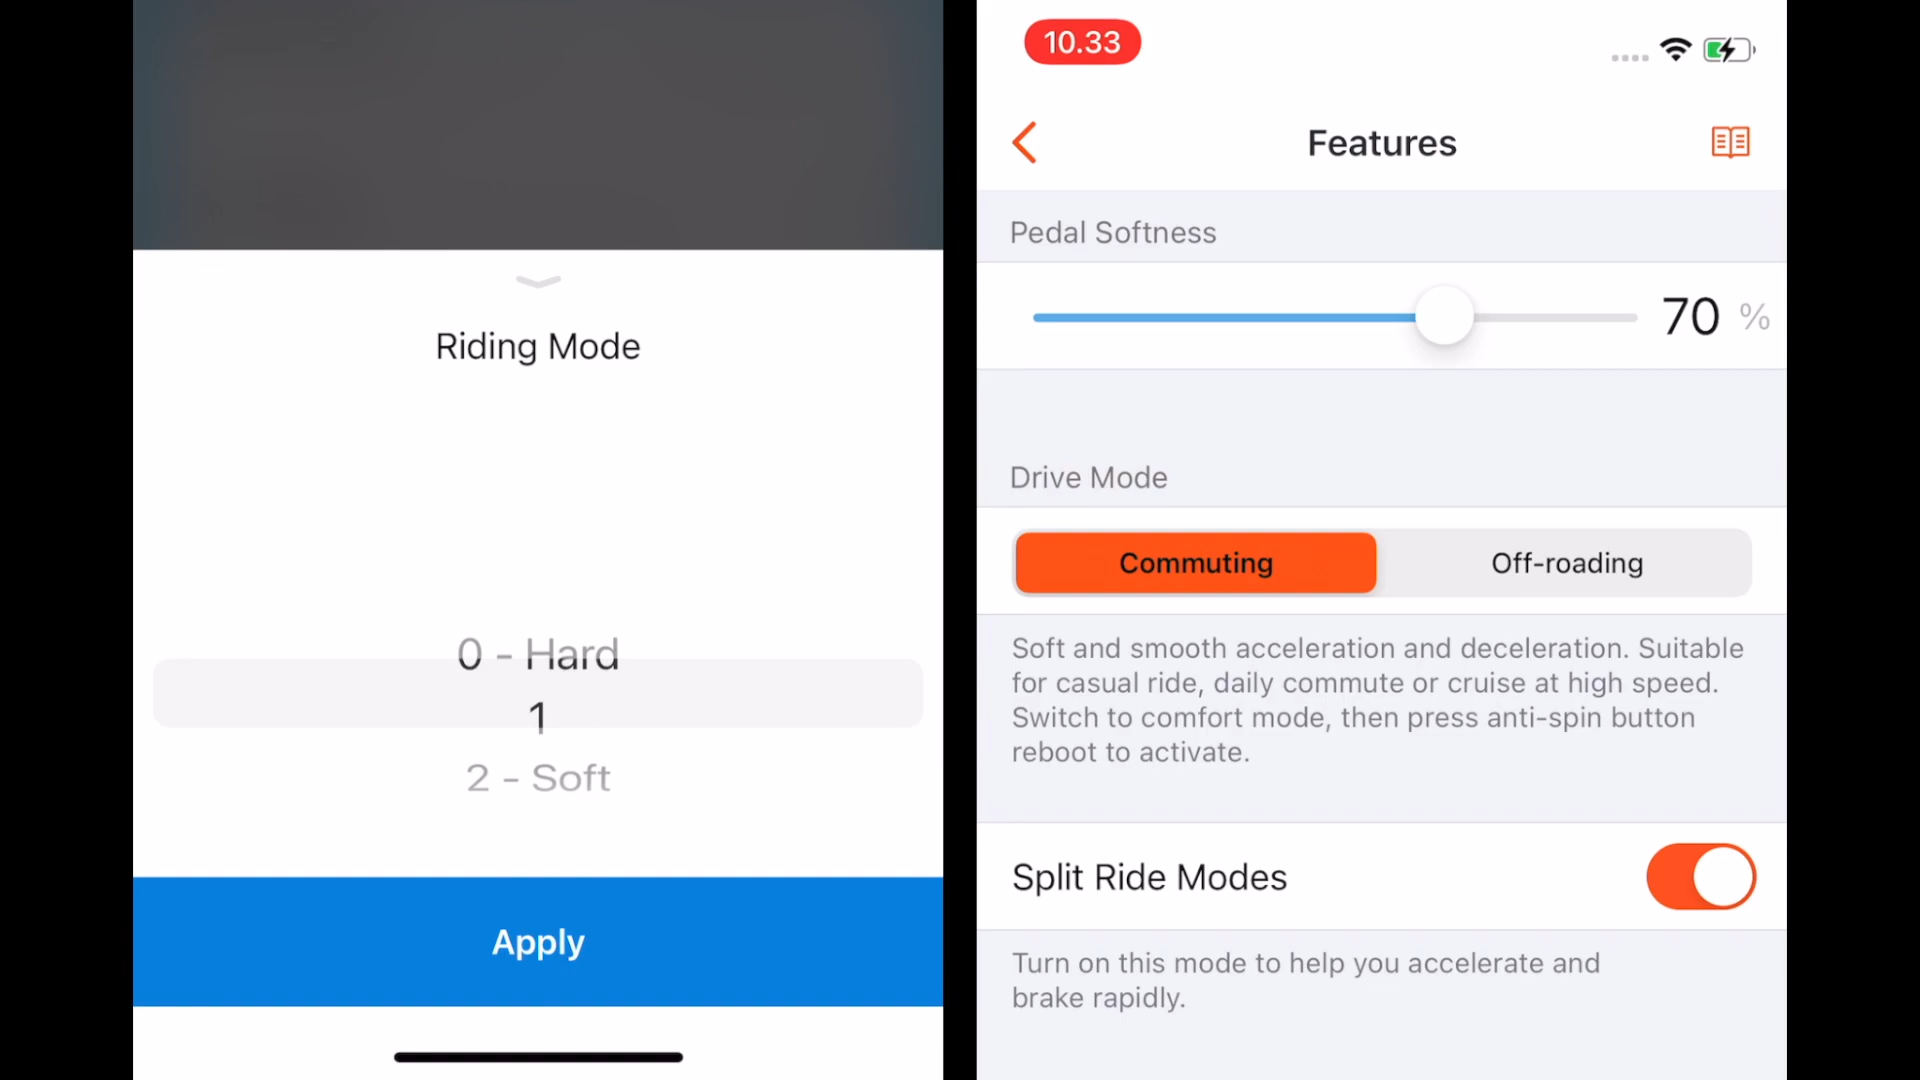 Riding Mode
0 - Hard
1
2 - Soft
Apply
10.33
Features
Pedal Softness
70 %
Drive Mode
Commuting
Off-roading
Soft and smooth acceleration and deceleration. Suitable
for casual ride, daily commute or cruise at high speed.
Switch to comfort mode, then press anti-spin button
reboot to activate.
Split Ride Modes
Turn on this mode to help you accelerate and
brake rapidly.